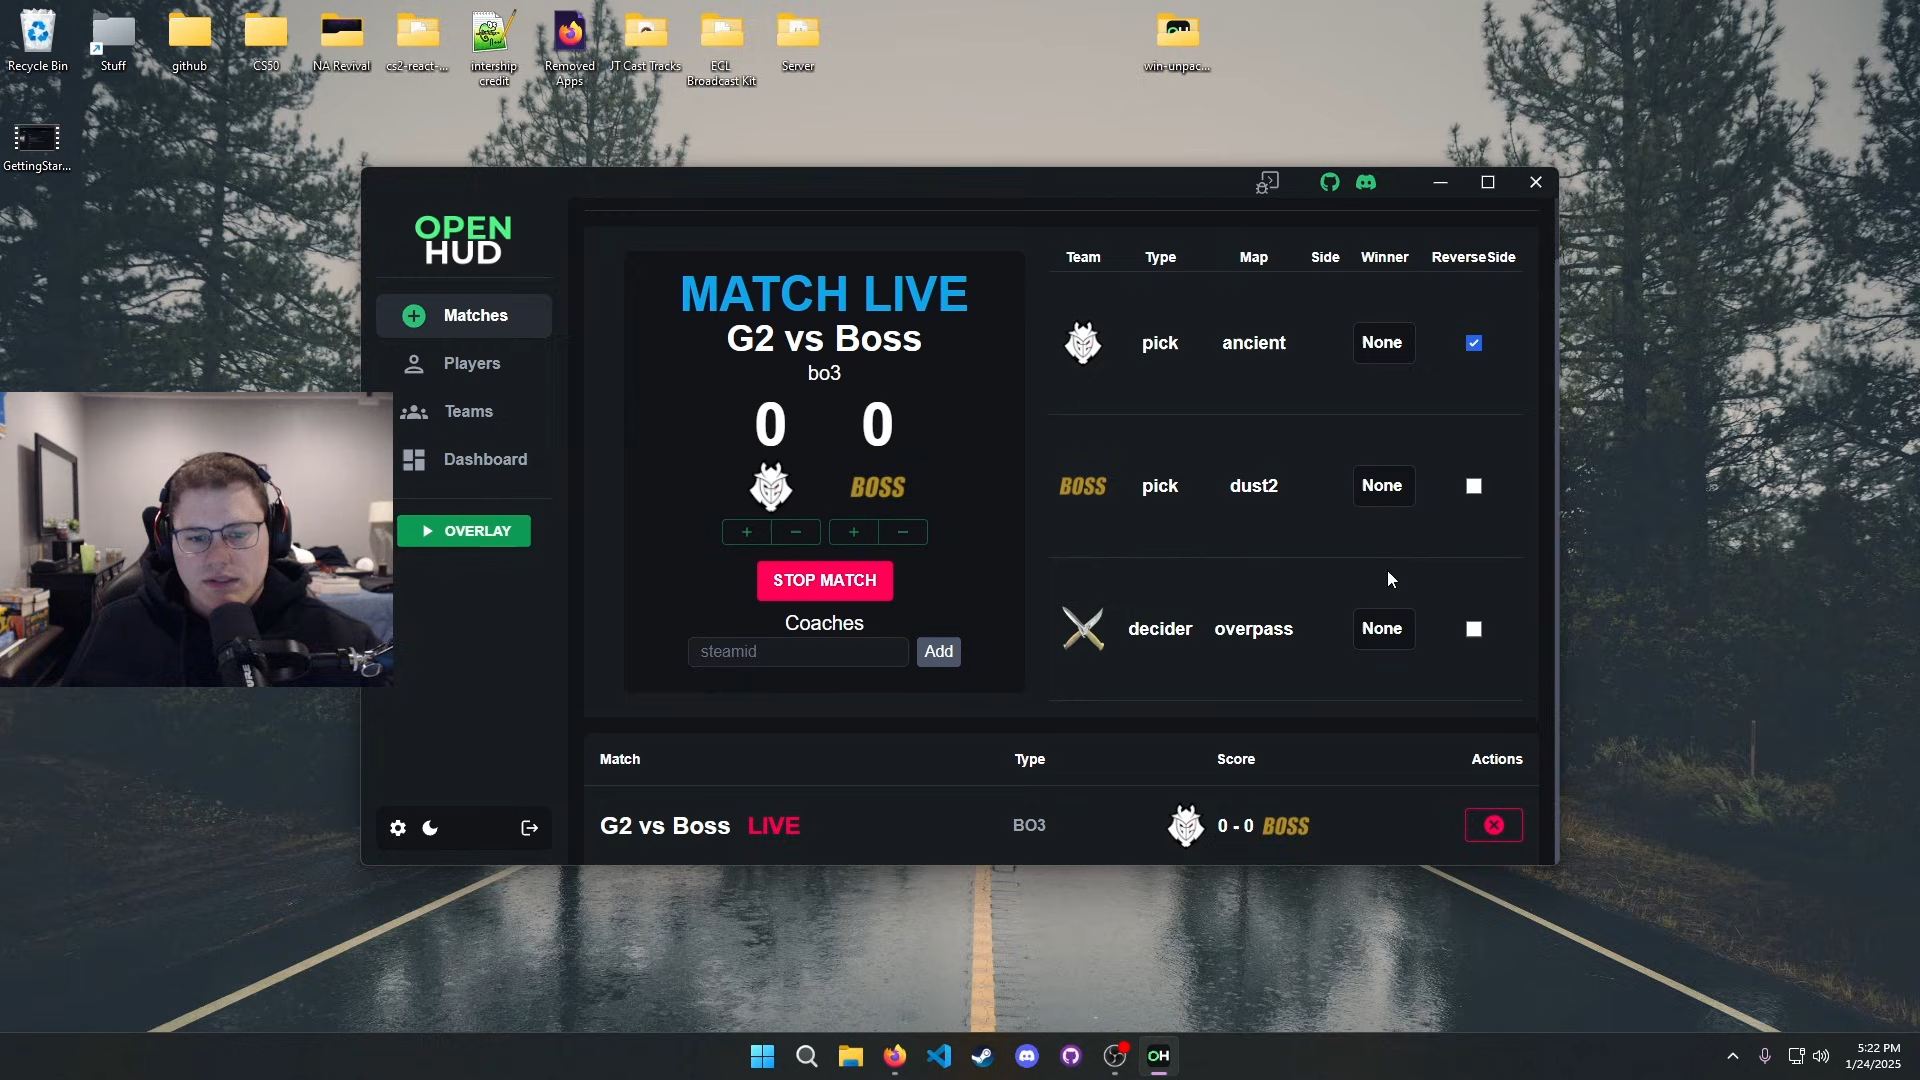 Recycle Bin
Stuff
github
CS50
NA Revival
cs2-react-...
intership
credit
Removed
Apps
JT Cast Tracks
ECL
Broadcast Kit
Server
win-unpac...
GettingStar...
OPEN
HUD
Matches
Players
Teams
Dashboard
OVERLAY
MATCH LIVE
G2 vs Boss
bo3
0 0
BOSS
+ − + −
STOP MATCH
Coaches
steamid Add
Team Type Map Side Winner ReverseSide
pick ancient None
BOSS pick dust2 None
decider overpass None
Match Type Score Actions
G2 vs Boss LIVE BO3 0 - 0 BOSS
OH
5:22 PM
1/24/2025